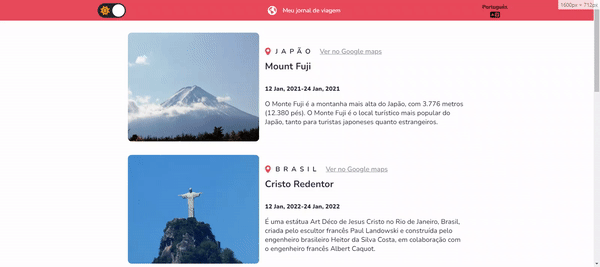 Meu jornal de viagem
Português
1600px × 712px
JAPÃO Ver no Google maps
Mount Fuji
12 Jan, 2021-24 Jan, 2021
O Monte Fuji é a montanha mais alta do Japão, com 3.776 metros
(12.380 pés). O Monte Fuji é o local turístico mais popular do
Japão, tanto para turistas japoneses quanto estrangeiros.
BRASIL Ver no Google maps
Cristo Redentor
12 Jan, 2022-24 Jan, 2022
É uma estátua Art Déco de Jesus Cristo no Rio de Janeiro, Brasil,
criada pelo escultor francês Paul Landowski e construída pelo
engenheiro brasileiro Heitor da Silva Costa, em colaboração com
o engenheiro francês Albert Caquot.